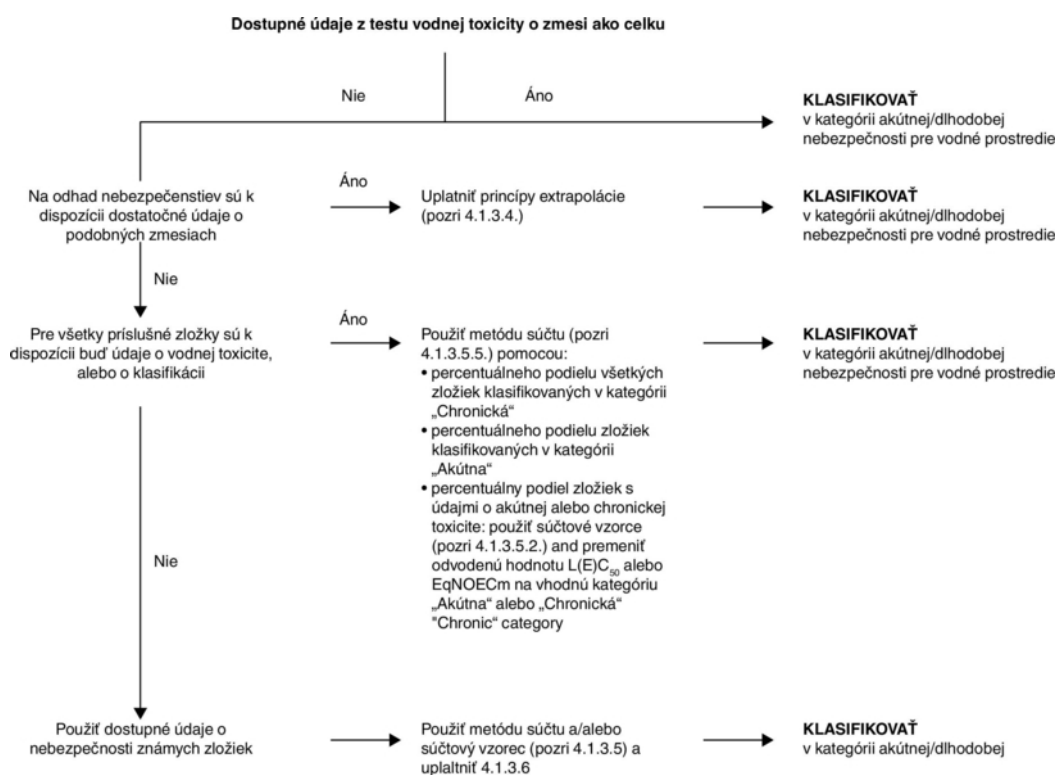 Dostupné údaje z testu vodnej toxicity o zmesi ako celku
Nie
Áno
KLASIFIKOVAŤ
v kategórii akútnej/dlhodobej
nebezpečnosti pre vodné prostredie
Na odhad nebezpečenstiev sú k
dispozícii dostatočné údaje o
podobných zmesiach
Áno
Uplatniť princípy extrapolácie
(pozri 4.1.3.4.)
KLASIFIKOVAŤ
v kategórii akútnej/dlhodobej
nebezpečnosti pre vodné prostredie
Nie
Pre všetky príslušné zložky sú k
dispozícii buď údaje o vodnej toxicite,
alebo o klasifikácii
Áno
Použiť metódu súčtu (pozri
4.1.3.5.5.) pomocou:
• percentuálneho podielu všetkých
zložiek klasifikovaných v kategórii
„Chronická“
• percentuálneho podielu zložiek
klasifikovaných v kategórii
„Akútna“
• percentuálny podiel zložiek s
údajmi o akútnej alebo chronickej
toxicite: použiť súčtové vzorce
(pozri 4.1.3.5.2.) and premeniť
odvodenú hodnotu L(E)C₅₀ alebo
EqNOECm na vhodnú kategóriu
„Akútna“ alebo „Chronická“
"Chronic" category
KLASIFIKOVAŤ
v kategórii akútnej/dlhodobej
nebezpečnosti pre vodné prostredie
Nie
Použiť dostupné údaje o
nebezpečnosti známych zložiek
Použiť metódu súčtu a/alebo
súčtový vzorec (pozri 4.1.3.5) a
uplaltniť 4.1.3.6
KLASIFIKOVAŤ
v kategórii akútnej/dlhodobej